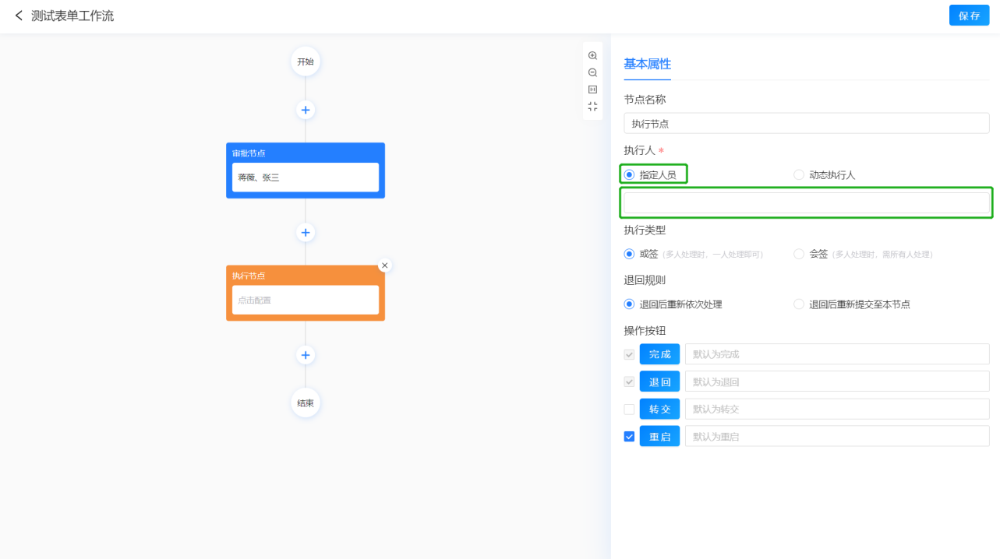 测试表单工作流
保存
开始
审批节点
蒋薇、张三
执行节点
点击配置
结束
基本属性
节点名称
执行节点
执行人 *
指定人员 动态执行人
执行类型
或签 (多人处理时，一人处理即可) 会签 (多人处理时，需所有人处理)
退回规则
退回后重新依次处理 退回后重新提交至本节点
操作按钮
完成 默认为完成
退回 默认为退回
转交 默认为转交
重启 默认为重启